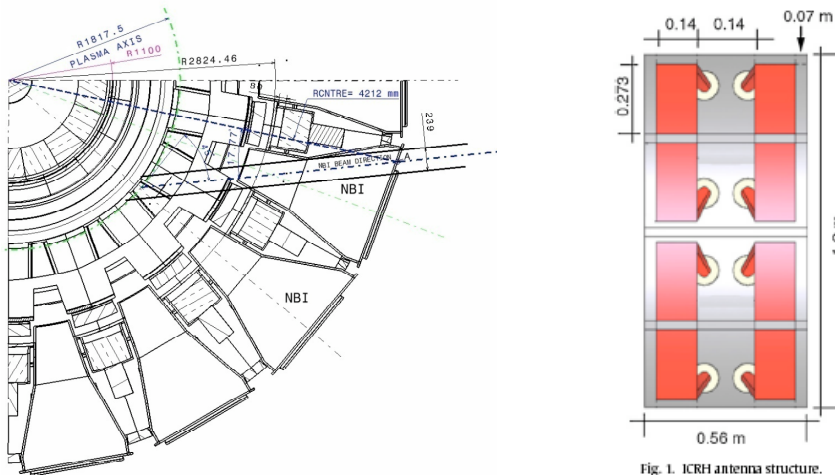 R1817.5
PLASMA AXIS
R1100
R2824.46
RCNTRE= 4212 mm
239
NBI BEAM DIRECTION
A
NBI
NBI
0.14
0.14
0.07 m
0.273
0.56 m
Fig. 1. ICRH antenna structure.